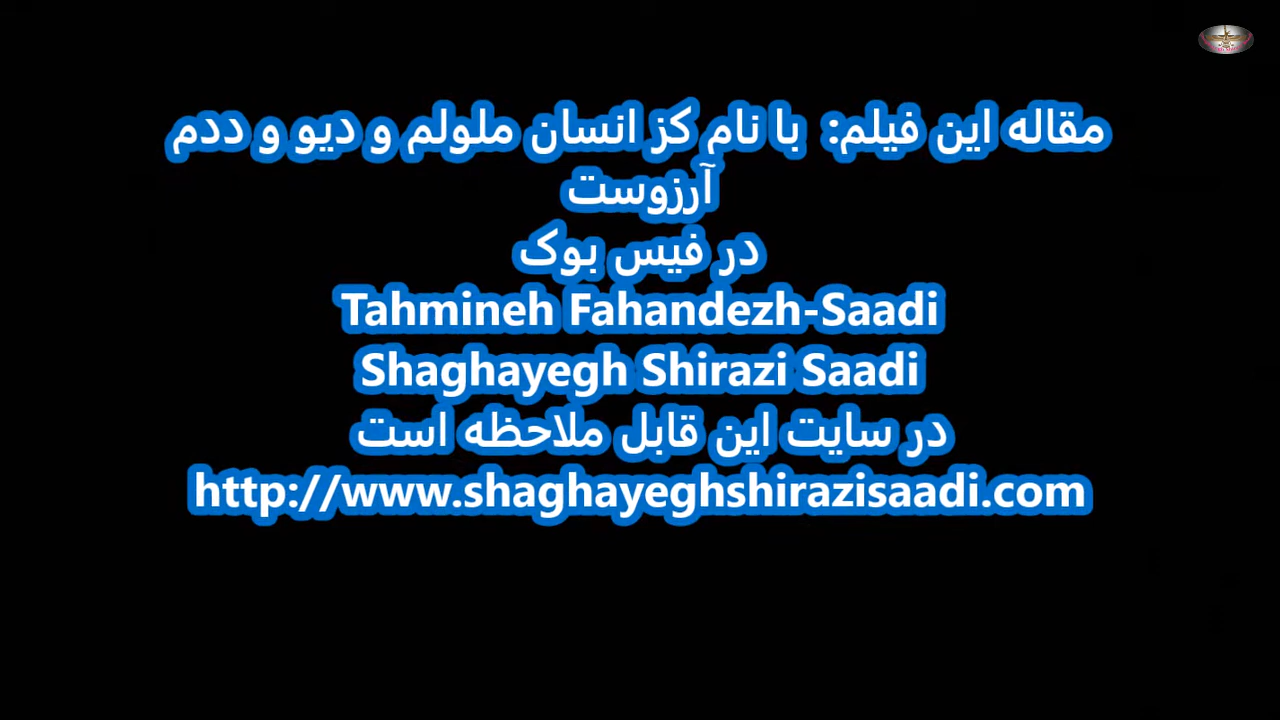 مقاله این فیلم: با نام کز انسان ملولم و دیو و ددم
آرزوست
در فیس بوک
Tahmineh Fahandezh-Saadi
Shaghayegh Shirazi Saadi
در سایت این قابل ملاحظه است
http://www.shaghayeghshirazisaadi.com